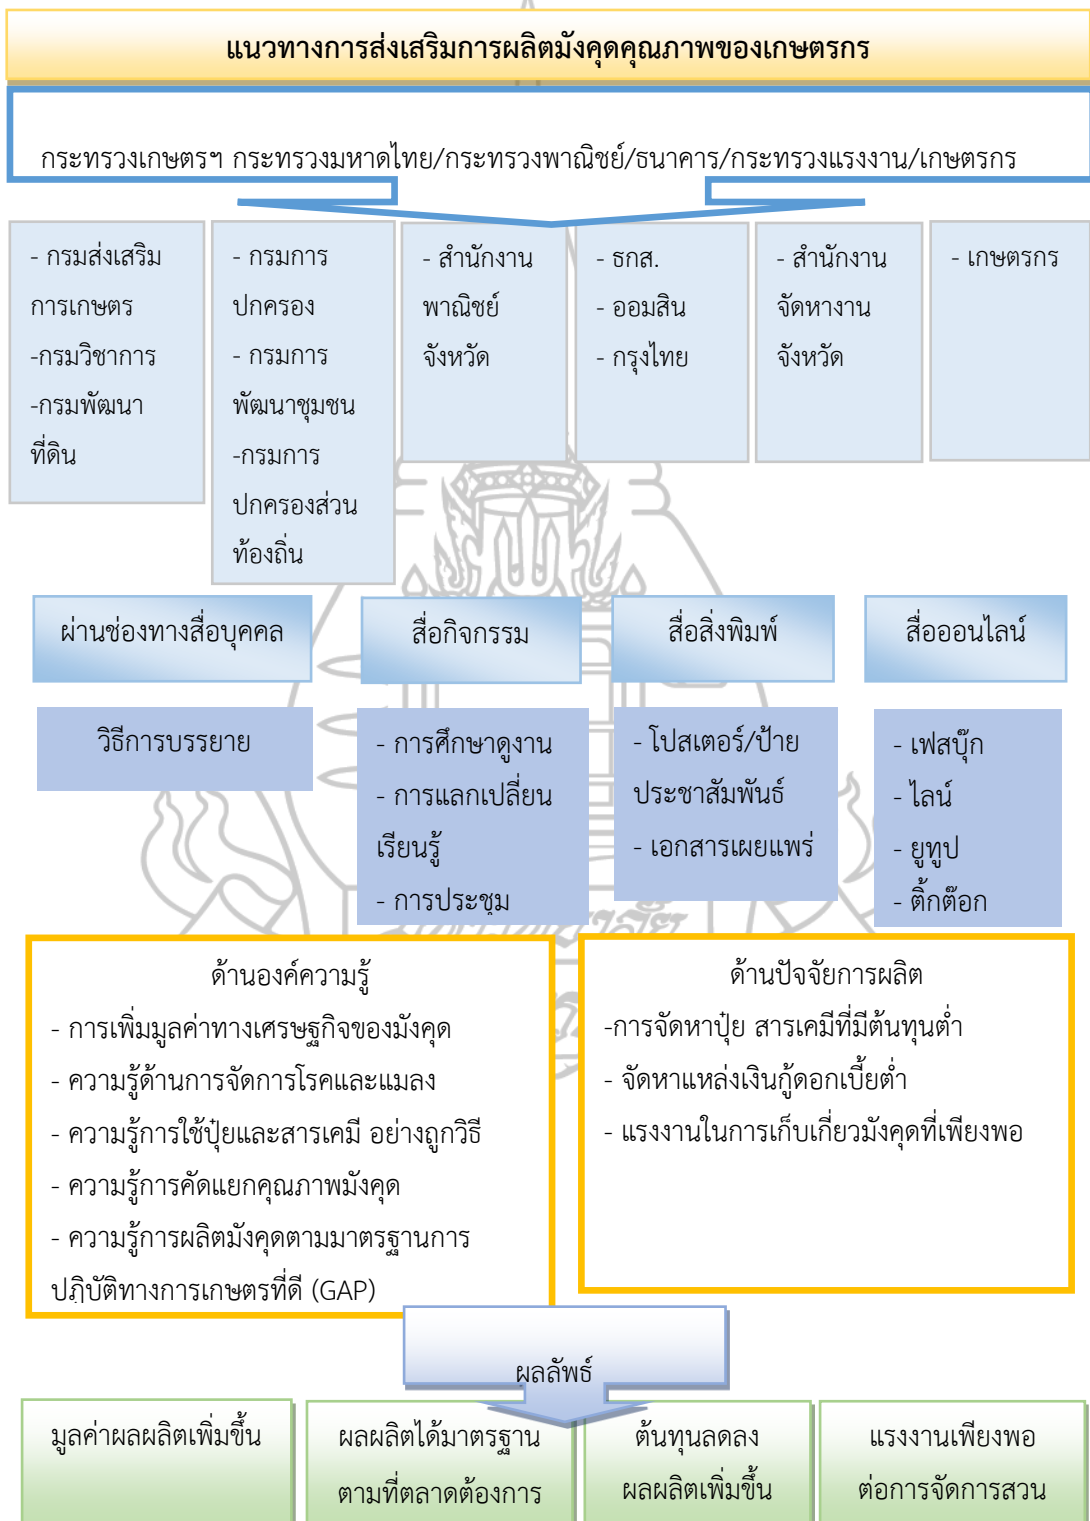 แนวทางการส่งเสริมการผลิตมังคุดคุณภาพของเกษตรกร
กระทรวงเกษตรฯ กระทรวงมหาดไทย/กระทรวงพาณิชย์/ธนาคาร/กระทรวงแรงงาน/เกษตรกร
- กรมส่งเสริม
การเกษตร
-กรมวิชาการ
-กรมพัฒนา
ที่ดิน
- กรมการ
ปกครอง
- กรมการ
พัฒนาชุมชน
-กรมการ
ปกครองส่วน
ท้องถิ่น
- สำนักงาน
พาณิชย์
จังหวัด
- ธกส.
- ออมสิน
- กรุงไทย
- สำนักงาน
จัดหางาน
จังหวัด
- เกษตรกร
ผ่านช่องทางสื่อบุคคล
สื่อกิจกรรม
สื่อสิ่งพิมพ์
สื่อออนไลน์
วิธีการบรรยาย
- การศึกษาดูงาน
- การแลกเปลี่ยน
เรียนรู้
- การประชุม
- โปสเตอร์/ป้าย
ประชาสัมพันธ์
- เอกสารเผยแพร่
- เฟสบุ๊ก
- ไลน์
- ยูทูป
- ติ้กต๊อก
ด้านองค์ความรู้
- การเพิ่มมูลค่าทางเศรษฐกิจของมังคุด
- ความรู้ด้านการจัดการโรคและแมลง
- ความรู้การใช้ปุ๋ยและสารเคมี อย่างถูกวิธี
- ความรู้การคัดแยกคุณภาพมังคุด
- ความรู้การผลิตมังคุดตามมาตรฐานการ
ปฏิบัติทางการเกษตรที่ดี (GAP)
ด้านปัจจัยการผลิต
-การจัดหาปุ๋ย สารเคมีที่มีต้นทุนต่ำ
- จัดหาแหล่งเงินกู้ดอกเบี้ยต่ำ
- แรงงานในการเก็บเกี่ยวมังคุดที่เพียงพอ
ผลลัพธ์
มูลค่าผลผลิตเพิ่มขึ้น
ผลผลิตได้มาตรฐาน
ตามที่ตลาดต้องการ
ต้นทุนลดลง
ผลผลิตเพิ่มขึ้น
แรงงานเพียงพอ
ต่อการจัดการสวน